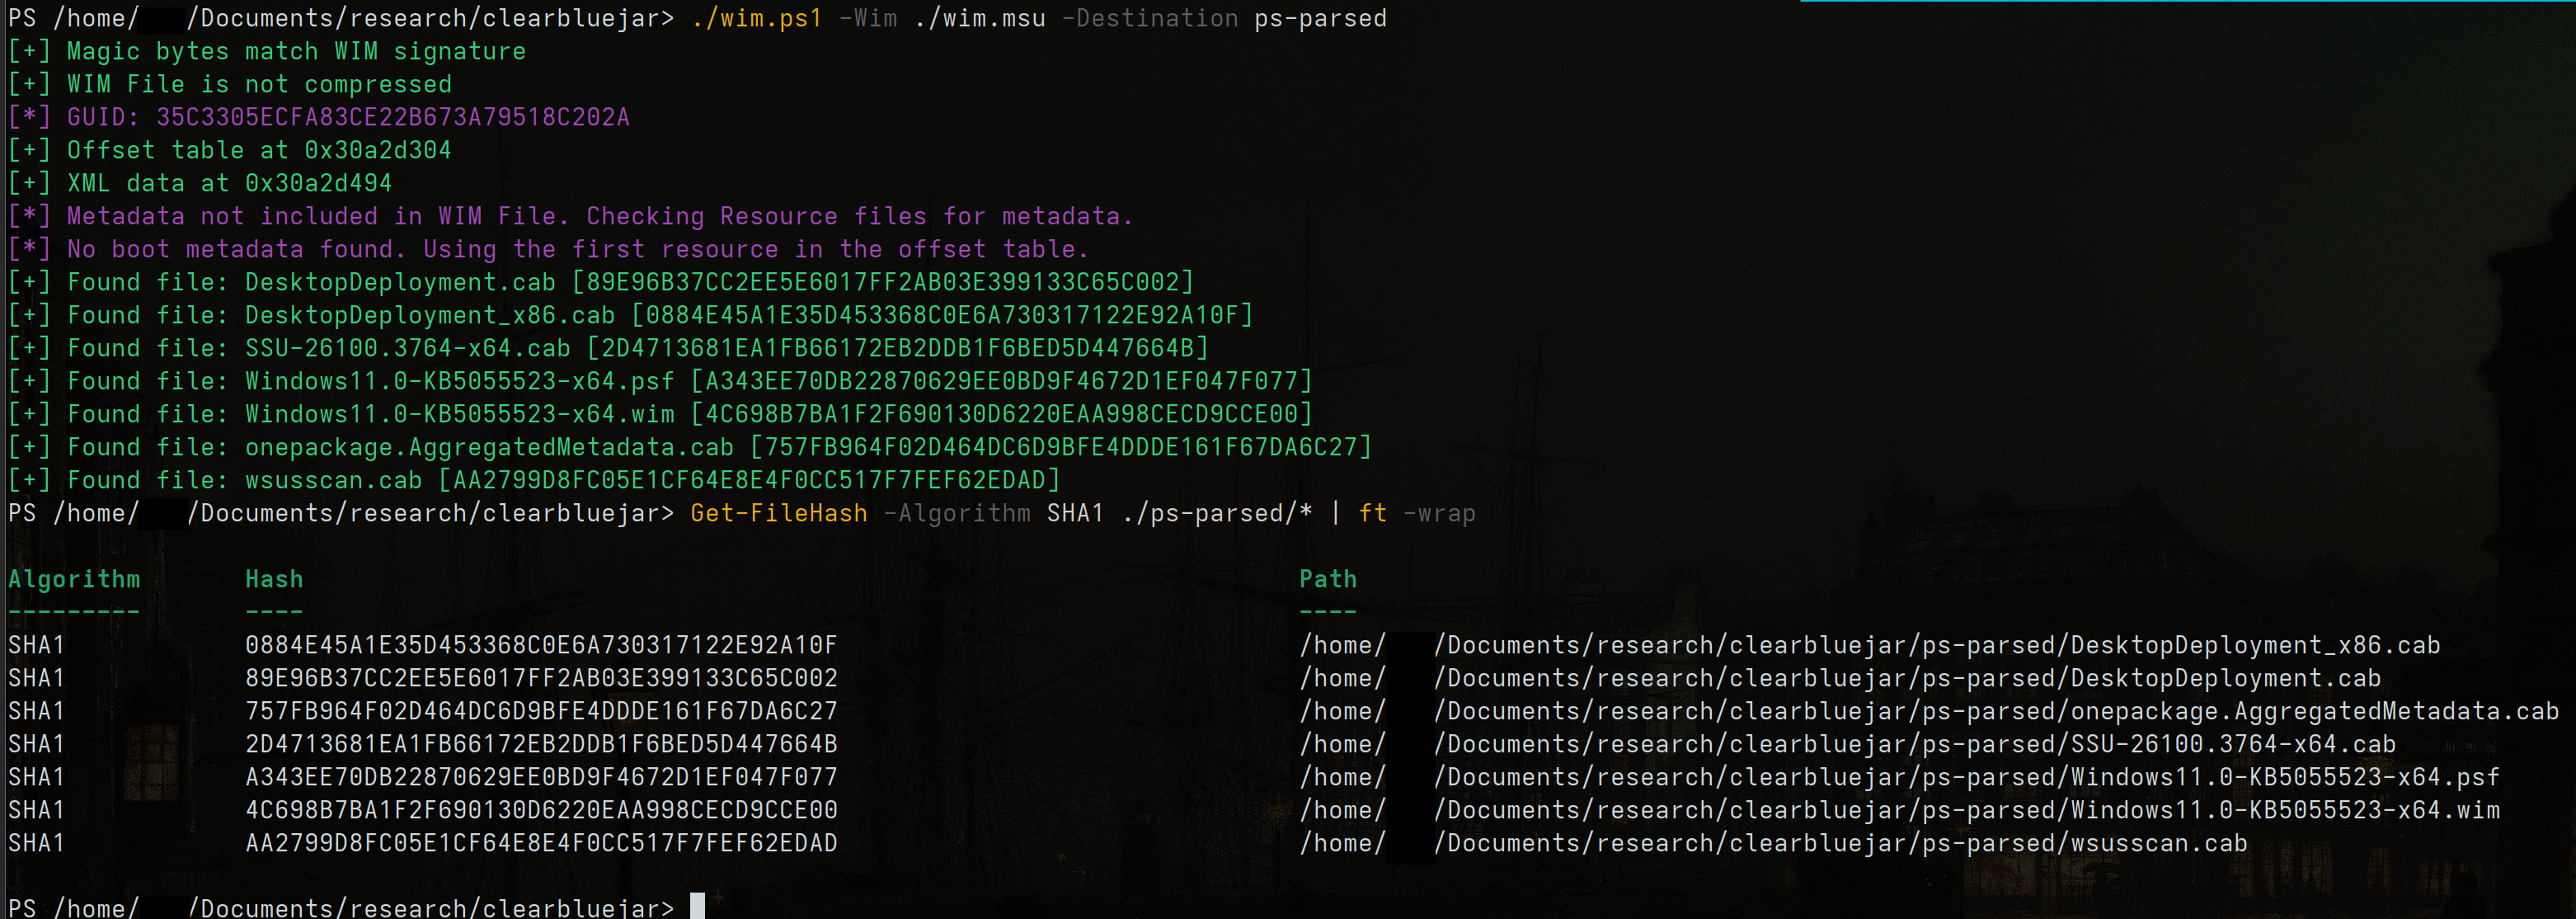 PS /home/    /Documents/research/clearbluejar> ./wim.ps1 -Wim ./wim.msu -Destination ps-parsed
[+] Magic bytes match WIM signature
[+] WIM File is not compressed
[*] GUID: 35C3305ECFA83CE22B673A79518C202A
[+] Offset table at 0x30a2d304
[+] XML data at 0x30a2d494
[*] Metadata not included in WIM File. Checking Resource files for metadata.
[*] No boot metadata found. Using the first resource in the offset table.
[+] Found file: DesktopDeployment.cab [89E96B37CC2EE5E6017FF2AB03E399133C65C002]
[+] Found file: DesktopDeployment_x86.cab [0884E45A1E35D453368C0E6A730317122E92A10F]
[+] Found file: SSU-26100.3764-x64.cab [2D4713681EA1FB66172EB2DDB1F6BED5D447664B]
[+] Found file: Windows11.0-KB5055523-x64.psf [A343EE70DB22870629EE0BD9F4672D1EF047F077]
[+] Found file: Windows11.0-KB5055523-x64.wim [4C698B7BA1F2F690130D6220EAA998CECD9CCE00]
[+] Found file: onepackage.AggregatedMetadata.cab [757FB964F02D464DC6D9BFE4DDDE161F67DA6C27]
[+] Found file: wsusscan.cab [AA2799D8FC05E1CF64E8E4F0CC517F7FEF62EDAD]
PS /home/    /Documents/research/clearbluejar> Get-FileHash -Algorithm SHA1 ./ps-parsed/* | ft -wrap
Algorithm Hash Path
--------- ---- ----
SHA1 0884E45A1E35D453368C0E6A730317122E92A10F /home/    /Documents/research/clearbluejar/ps-parsed/DesktopDeployment_x86.cab
SHA1 89E96B37CC2EE5E6017FF2AB03E399133C65C002 /home/    /Documents/research/clearbluejar/ps-parsed/DesktopDeployment.cab
SHA1 757FB964F02D464DC6D9BFE4DDDE161F67DA6C27 /home/    /Documents/research/clearbluejar/ps-parsed/onepackage.AggregatedMetadata.cab
SHA1 2D4713681EA1FB66172EB2DDB1F6BED5D447664B /home/    /Documents/research/clearbluejar/ps-parsed/SSU-26100.3764-x64.cab
SHA1 A343EE70DB22870629EE0BD9F4672D1EF047F077 /home/    /Documents/research/clearbluejar/ps-parsed/Windows11.0-KB5055523-x64.psf
SHA1 4C698B7BA1F2F690130D6220EAA998CECD9CCE00 /home/    /Documents/research/clearbluejar/ps-parsed/Windows11.0-KB5055523-x64.wim
SHA1 AA2799D8FC05E1CF64E8E4F0CC517F7FEF62EDAD /home/    /Documents/research/clearbluejar/ps-parsed/wsusscan.cab
PS /home/    /Documents/research/clearbluejar>